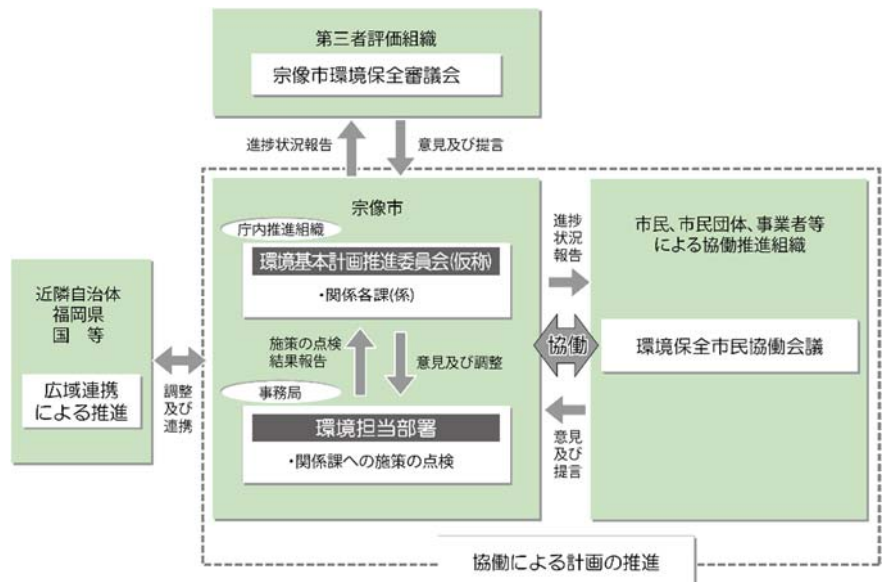 第三者評価組織
宗像市環境保全審議会
進捗状況報告
意見及び提言
宗像市
庁内推進組織
環境基本計画推進委員会(仮称)
・関係各課(係)
施策の点検
結果報告
意見及び調整
事務局
環境担当部署
・関係課への施策の点検
進捗
状況
報告
協働
意見
及び
提言
市民、市民団体、事業者等
による協働推進組織
環境保全市民協働会議
近隣自治体
福岡県
国 等
広域連携
による推進
調整
及び
連携
協働による計画の推進